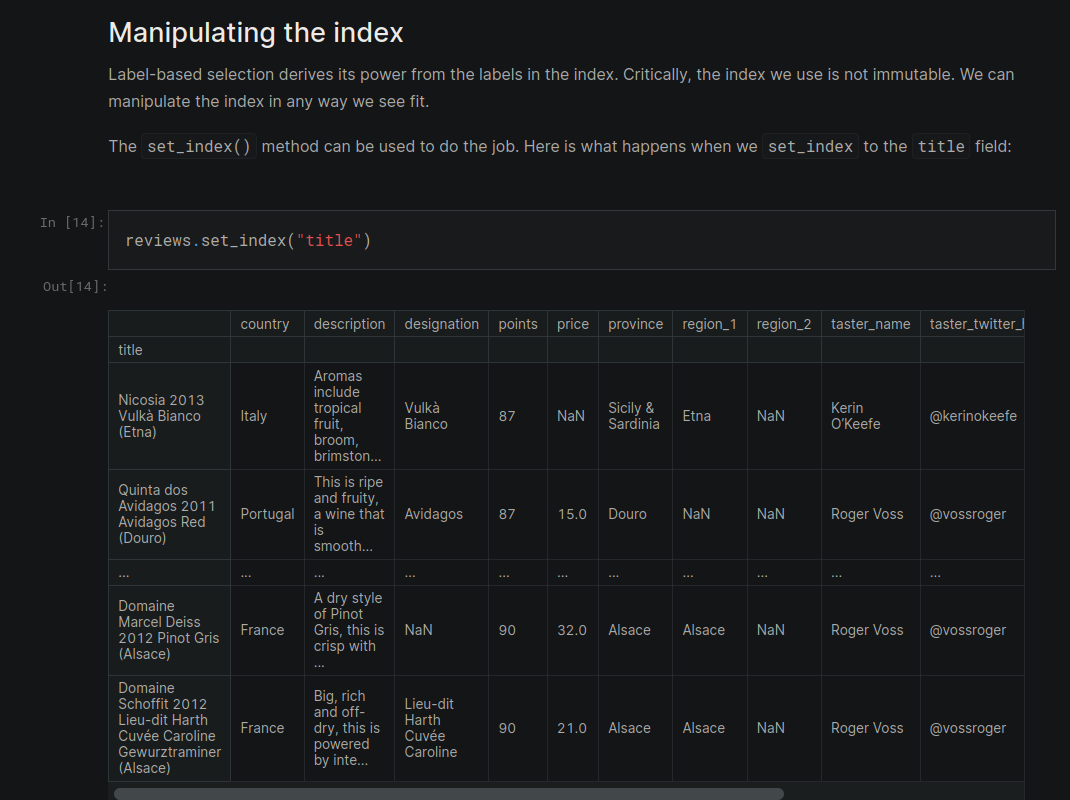 Manipulating the index
Label-based selection derives its power from the labels in the index. Critically, the index we use is not immutable. We can
manipulate the index in any way we see fit.
The set_index() method can be used to do the job. Here is what happens when we set_index to the title field:
In [14]:
reviews.set_index("title")
Out[14]:
country description designation points price province region_1 region_2 taster_name taster_twitter_
title
Nicosia 2013
Vulkà Bianco
(Etna)
Italy
Aromas
include
tropical
fruit,
broom,
brimston...
Vulkà
Bianco
87
NaN
Sicily &
Sardinia
Etna
NaN
Kerin
O'Keefe
@kerinokeefe
Quinta dos
Avidagos 2011
Avidagos Red
(Douro)
Portugal
This is ripe
and fruity,
a wine that
is
smooth...
Avidagos
87
15.0
Douro
NaN
NaN
Roger Voss
@vossroger
... ... ... ... ... ... ... ... ... ... ...
Domaine
Marcel Deiss
2012 Pinot Gris
(Alsace)
France
A dry style
of Pinot
Gris, this is
crisp with
...
NaN
90
32.0
Alsace
Alsace
NaN
Roger Voss
@vossroger
Domaine
Schoffit 2012
Lieu-dit Harth
Cuvée Caroline
Gewurztraminer
(Alsace)
France
Big, rich
and off-
dry, this is
powered
by inte...
Lieu-dit
Harth
Cuvée
Caroline
90
21.0
Alsace
Alsace
NaN
Roger Voss
@vossroger